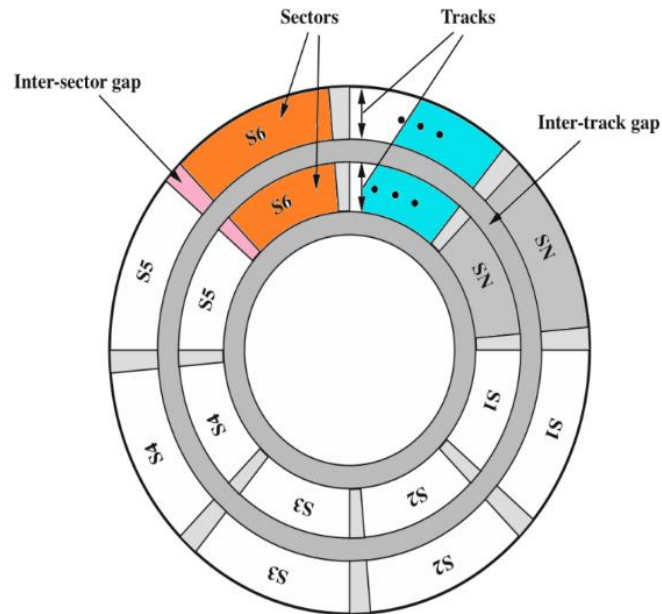 Sectors
Tracks
Inter-sector gap
Inter-track gap
S6
• • •
S6
• • •
SN
SN
S5
S5
S4
S4
S1
S1
S3
S2
S3
S2